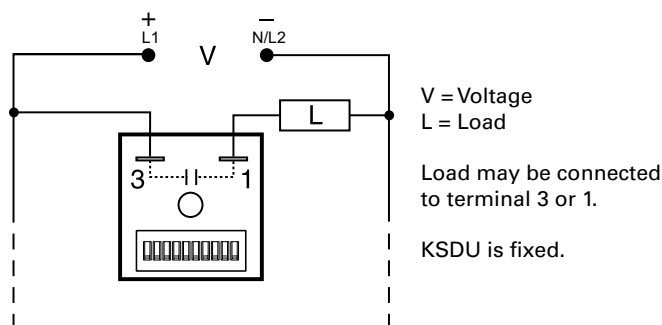 + −
L1 V N/L2
L
3 1
V = Voltage
L = Load
Load may be connected
to terminal 3 or 1.
KSDU is fixed.